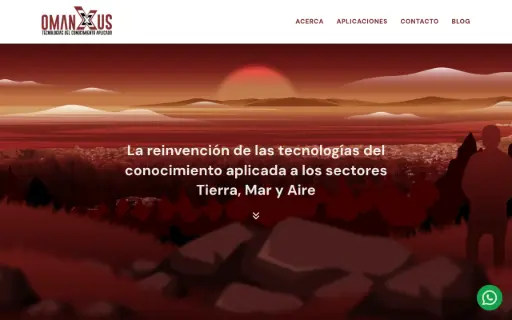 OMANXUS
TECNOLOGÍAS DEL CONOCIMIENTO APLICADO
ACERCA
APLICACIONES
CONTACTO
BLOG
La reinvención de las tecnologías del
conocimiento aplicada a los sectores
Tierra, Mar y Aire